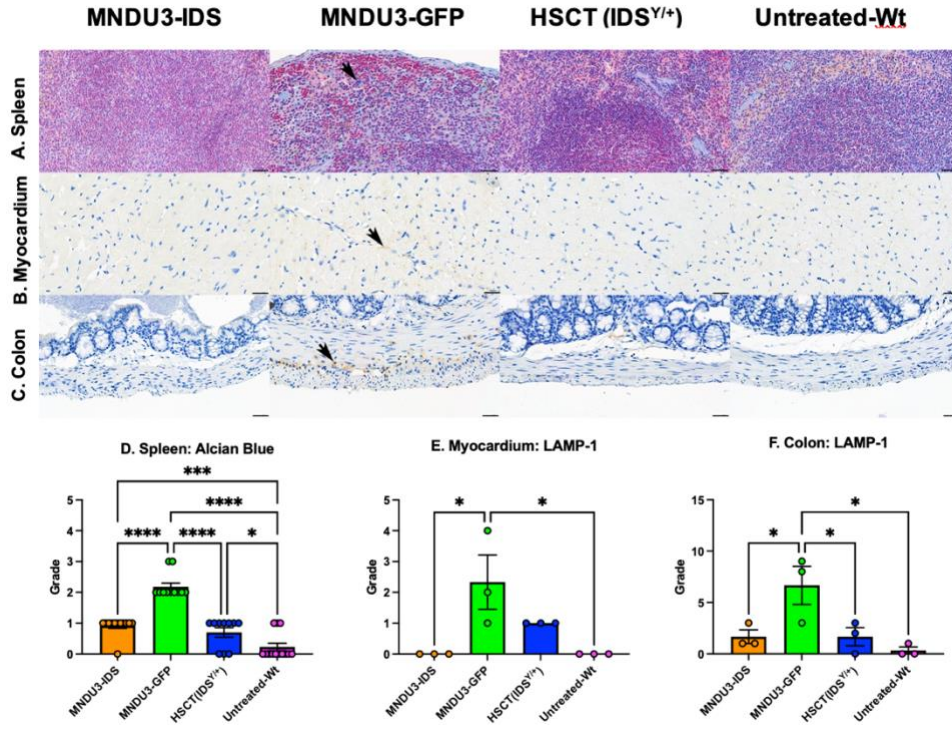 MNDU3-IDS MNDU3-GFP HSCT (IDSY/+) Untreated-Wt
A. Spleen
B. Myocardium
C. Colon
D. Spleen: Alcian Blue
***
****
**** **** *
Grade
5
4
3
2
1
0
MNDU3-IDS
MNDU3-GFP
HSCT(IDSY/+)
Untreated-Wt
E. Myocardium: LAMP-1
* *
Grade
5
4
3
2
1
0
MNDU3-IDS
MNDU3-GFP
HSCT(IDSY/+)
Untreated-Wt
F. Colon: LAMP-1
*
* *
Grade
15
10
5
0
MNDU3-IDS
MNDU3-GFP
HSCT(IDSY/+)
Untreated-Wt